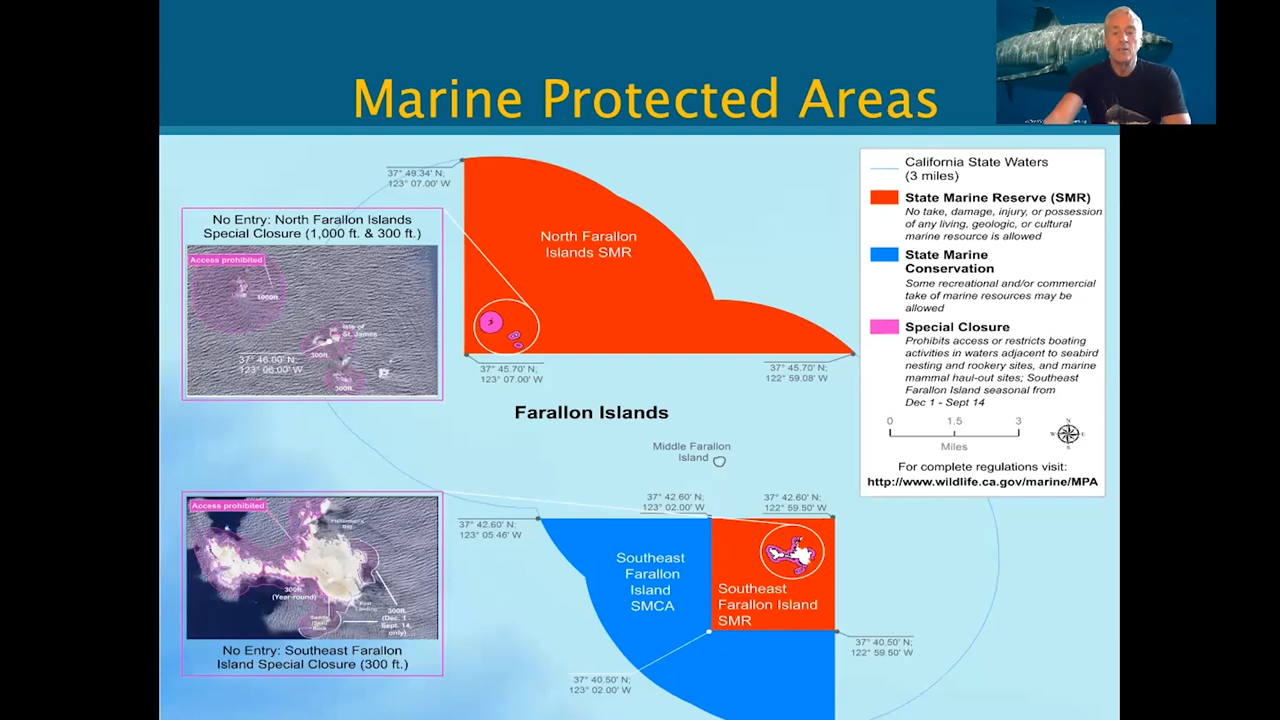 Marine Protected Areas
37° 49.34' N;
123° 07.00' W
No Entry: North Farallon Islands
Special Closure (1,000 ft. & 300 ft.)
Access prohibited
1000ft.
Isle of
St. James
300ft.
37° 46.00' N;
123° 06.00' W
300ft.
North Farallon
Islands SMR
37° 45.70' N;
123° 07.00' W
37° 45.70' N;
122° 59.08' W
Farallon Islands
Middle Farallon
Island
California State Waters
(3 miles)
State Marine Reserve (SMR)
No take, damage, injury, or possession
of any living, geologic, or cultural
marine resource is allowed
State Marine
Conservation
Some recreational and/or commercial
take of marine resources may be
allowed
Special Closure
Prohibits access or restricts boating
activities in waters adjacent to seabird
nesting and rookery sites, and marine
mammal haul-out sites; Southeast
Farallon Island seasonal from
Dec 1 - Sept 14
0 1.5 3
Miles
N
W E
S
For complete regulations visit:
http://www.wildlife.ca.gov/marine/MPA
37° 42.60' N;
123° 05.46' W
37° 42.60' N;
123° 02.00' W
37° 42.60' N;
122° 59.50' W
Access prohibited
Fisherman's
Bay
300ft.
(Year-round)
East
Landing
Saddle
(Seal)
Rock
300ft.
(Dec. 1 -
Sept. 14,
only)
No Entry: Southeast Farallon
Island Special Closure (300 ft.)
Southeast
Farallon
Island
SMCA
Southeast
Farallon Island
SMR
37° 40.50' N;
122° 59.50' W
37° 40.50' N;
123° 02.00' W